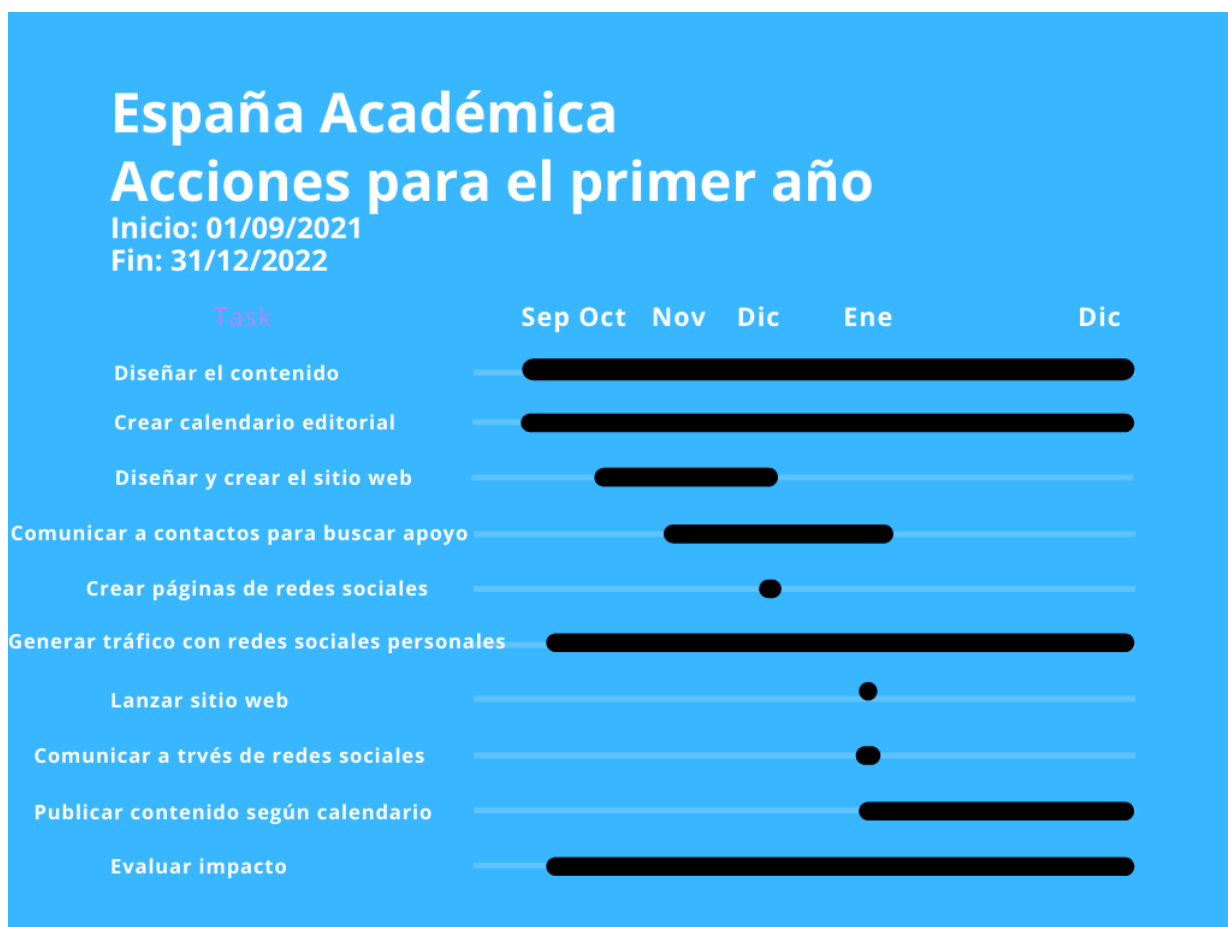 España Académica
Acciones para el primer año
Inicio: 01/09/2021
Fin: 31/12/2022
Task Sep Oct Nov Dic Ene Dic
Diseñar el contenido
Crear calendario editorial
Diseñar y crear el sitio web
Comunicar a contactos para buscar apoyo
Crear páginas de redes sociales
Generar tráfico con redes sociales personales
Lanzar sitio web
Comunicar a trvés de redes sociales
Publicar contenido según calendario
Evaluar impacto